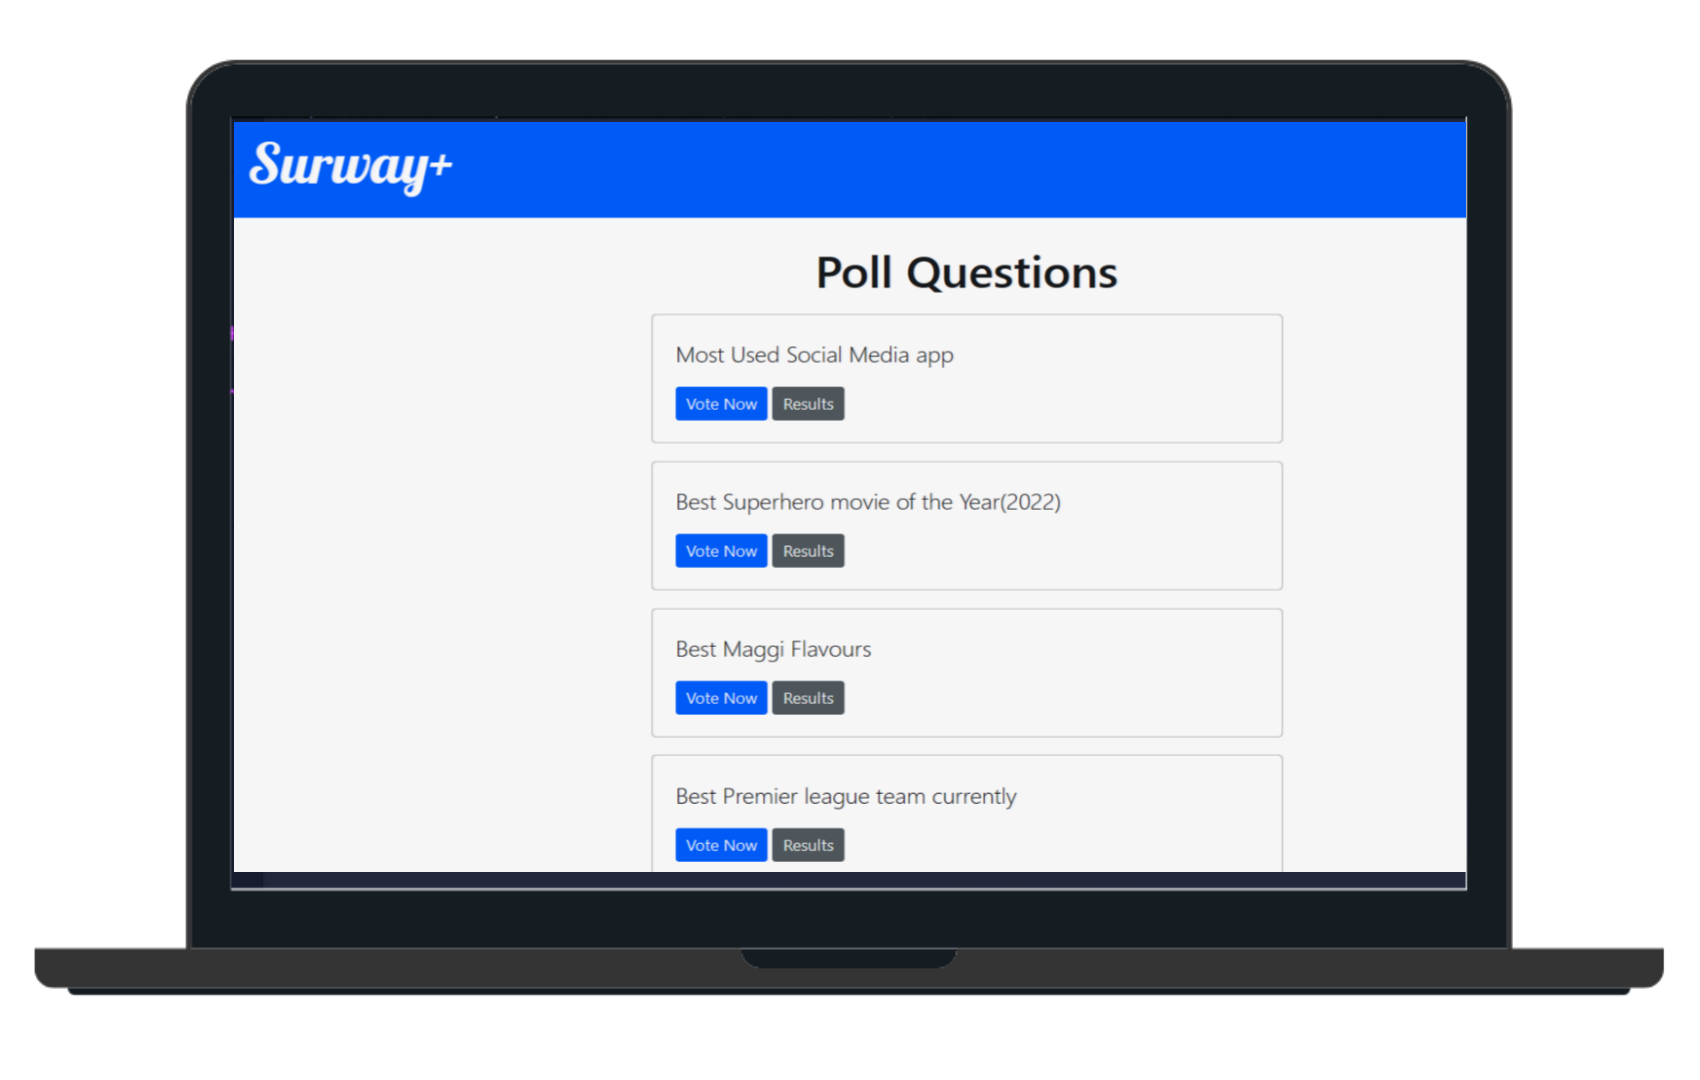 Surway+
Poll Questions
Most Used Social Media app
Vote Now Results
Best Superhero movie of the Year(2022)
Vote Now Results
Best Maggi Flavours
Vote Now Results
Best Premier league team currently
Vote Now Results